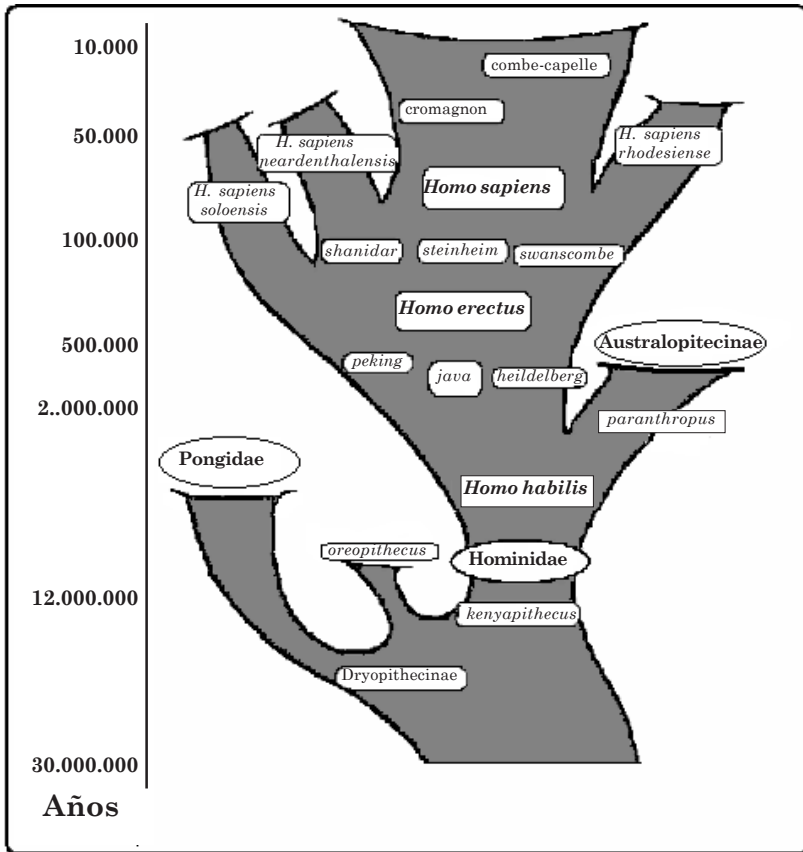 10.000
combe-capelle
cromagnon
50.000
H. sapiens
neardenthalensis
H. sapiens
rhodesiense
H. sapiens
soloensis
Homo sapiens
100.000
shanidar
steinheim
swanscombe
Homo erectus
500.000
Australopitecinae
peking
java
heildelberg
2..000.000
paranthropus
Pongidae
Homo habilis
oreopithecus
Hominidae
12.000.000
kenyapithecus
Dryopithecinae
30.000.000
Años